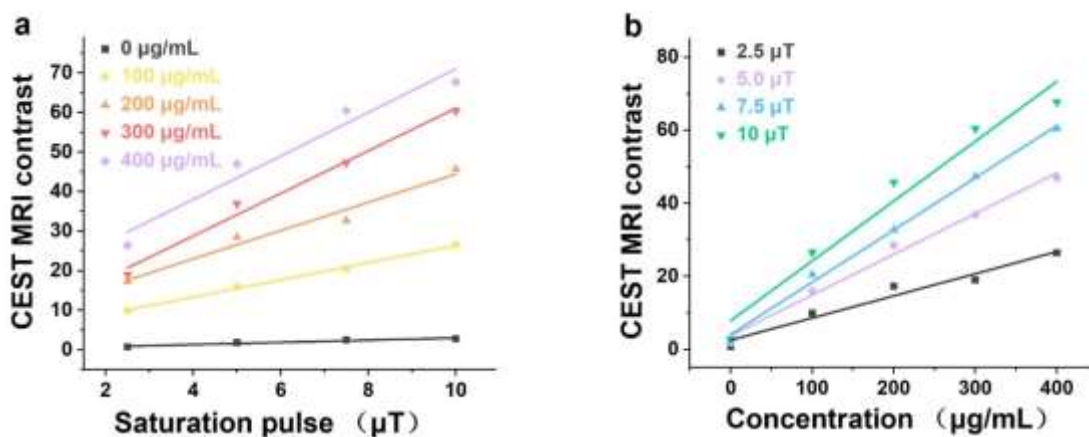 a
0 μg/mL
100 μg/mL
200 μg/mL
300 μg/mL
400 μg/mL
CEST MRI contrast
70
60
50
40
30
20
10
0
2 4 6 8 10
Saturation pulse （μT）
b
2.5 μT
5.0 μT
7.5 μT
10 μT
CEST MRI contrast
80
60
40
20
0
0 100 200 300 400
Concentration （μg/mL）